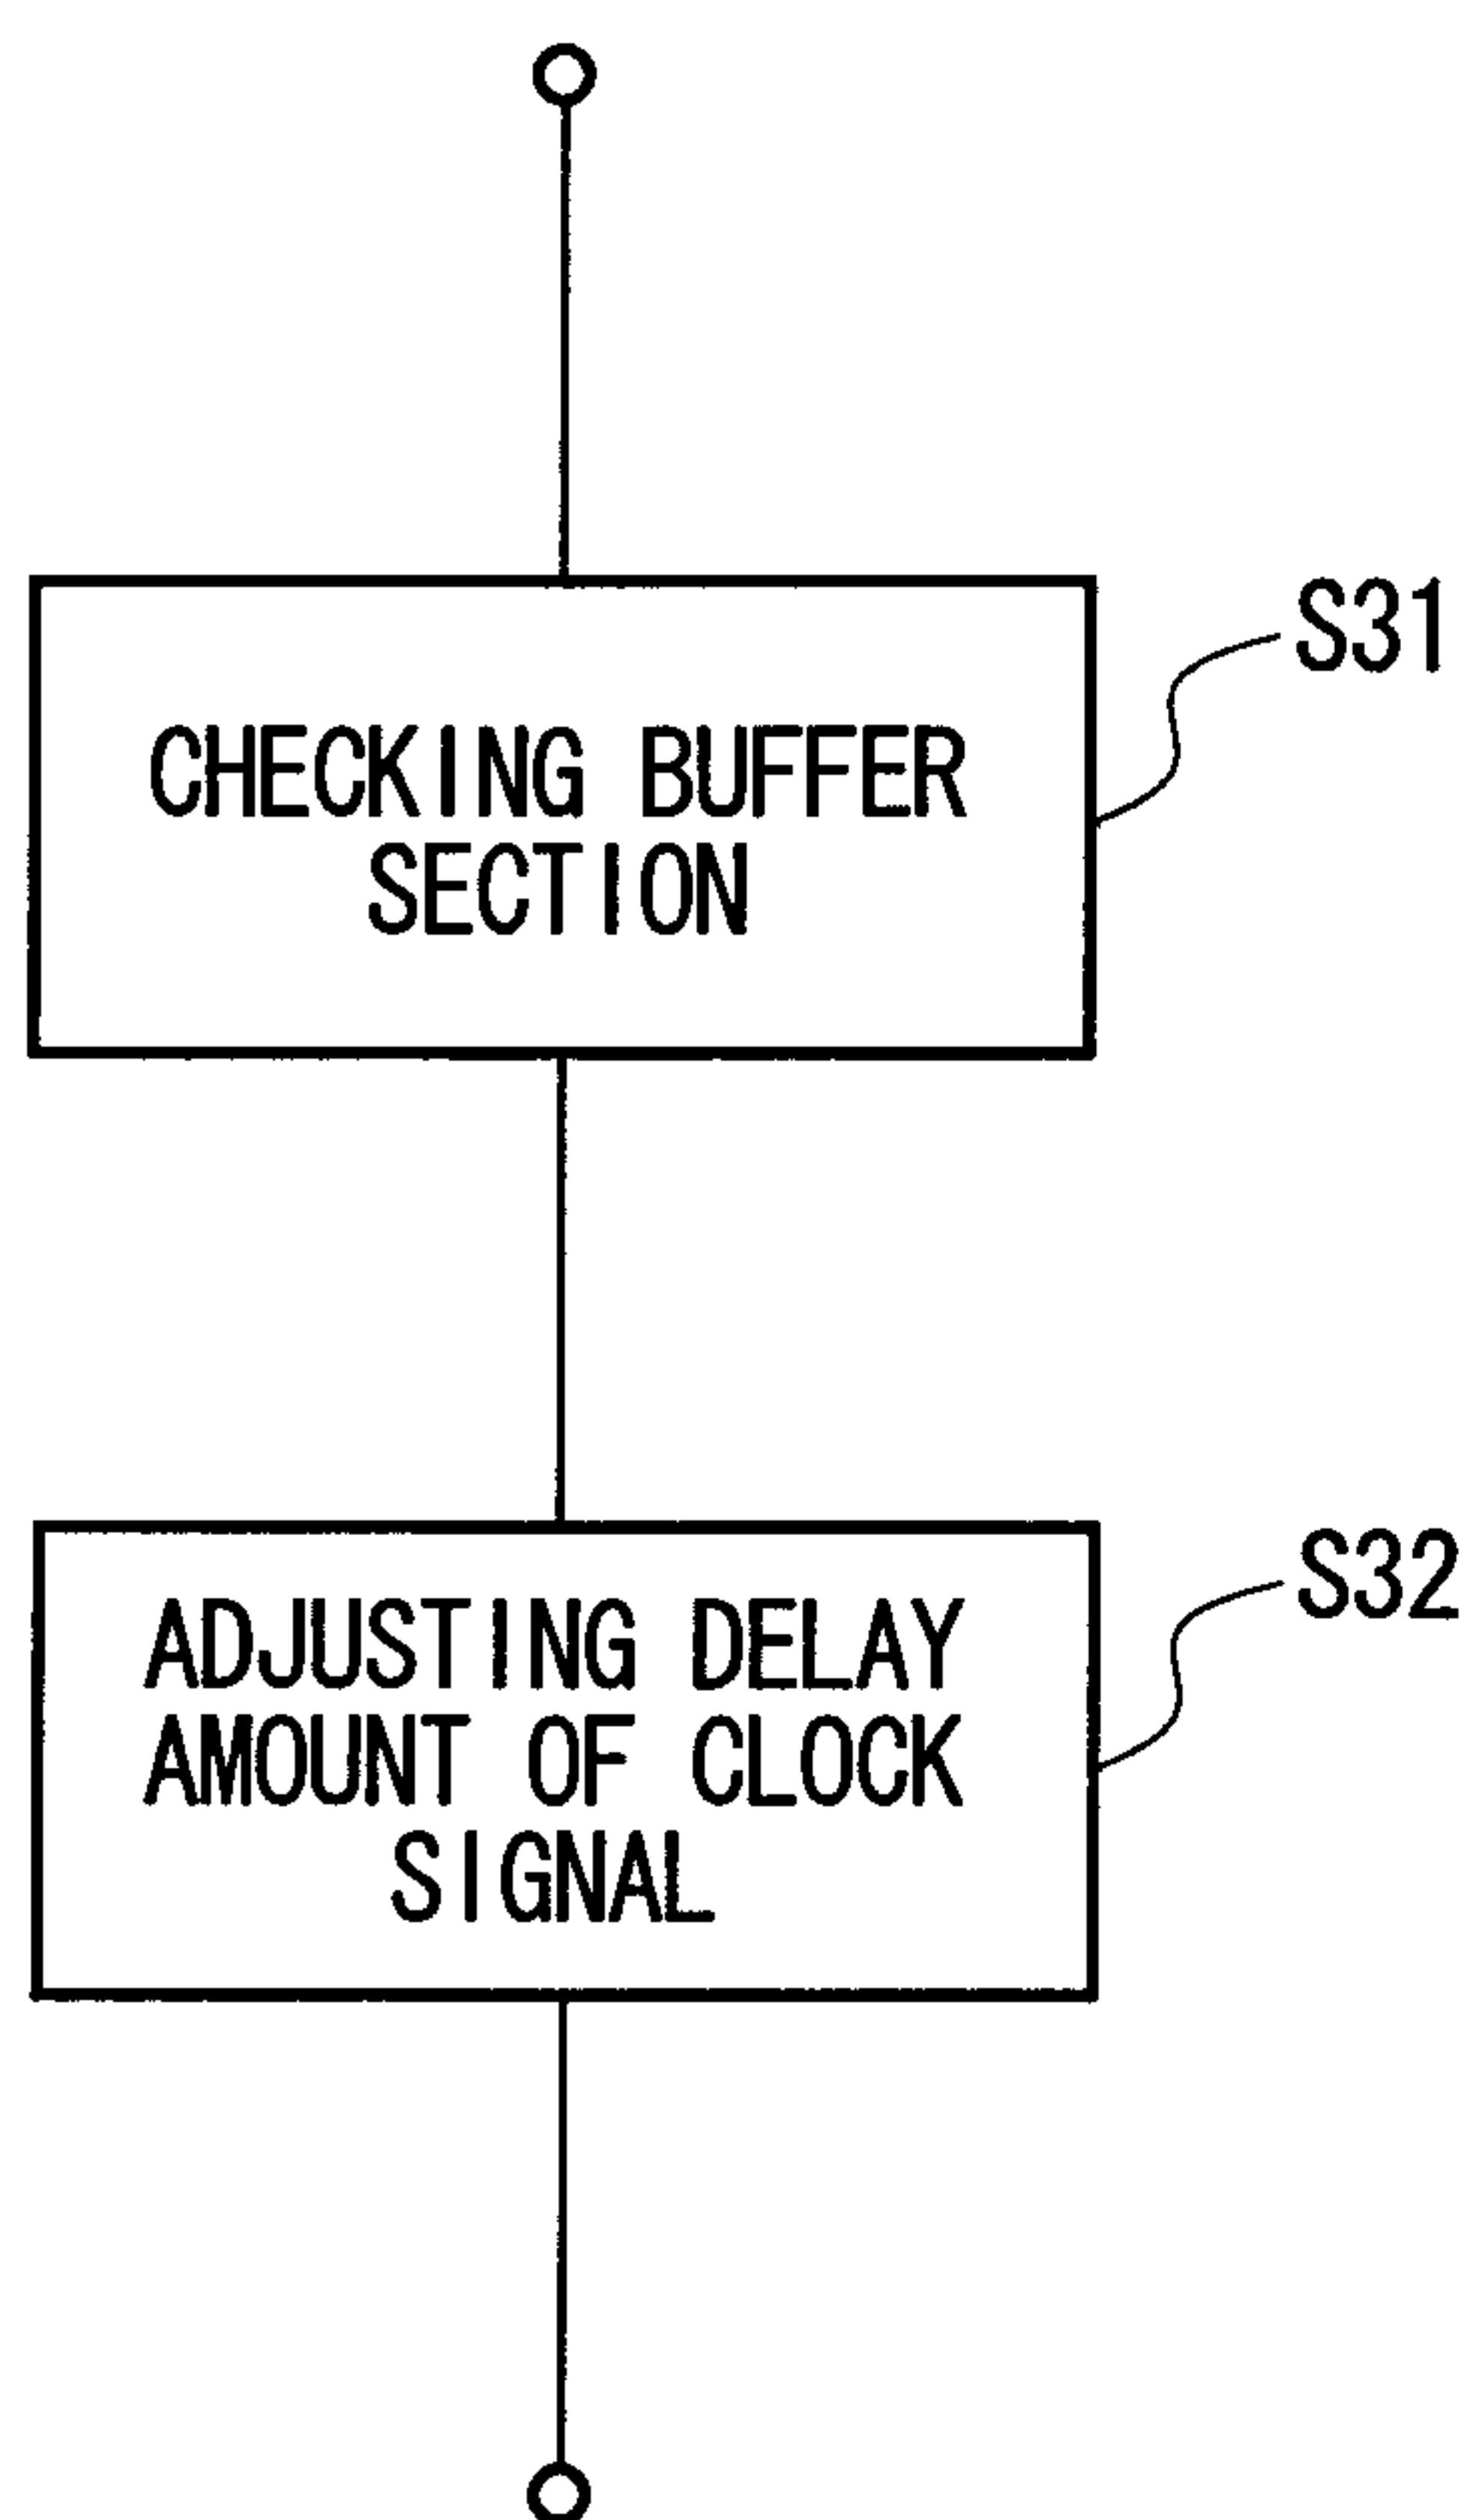 S31
CHECKING BUFFER
SECTION
S32
ADJUSTING DELAY
AMOUNT OF CLOCK
SIGNAL